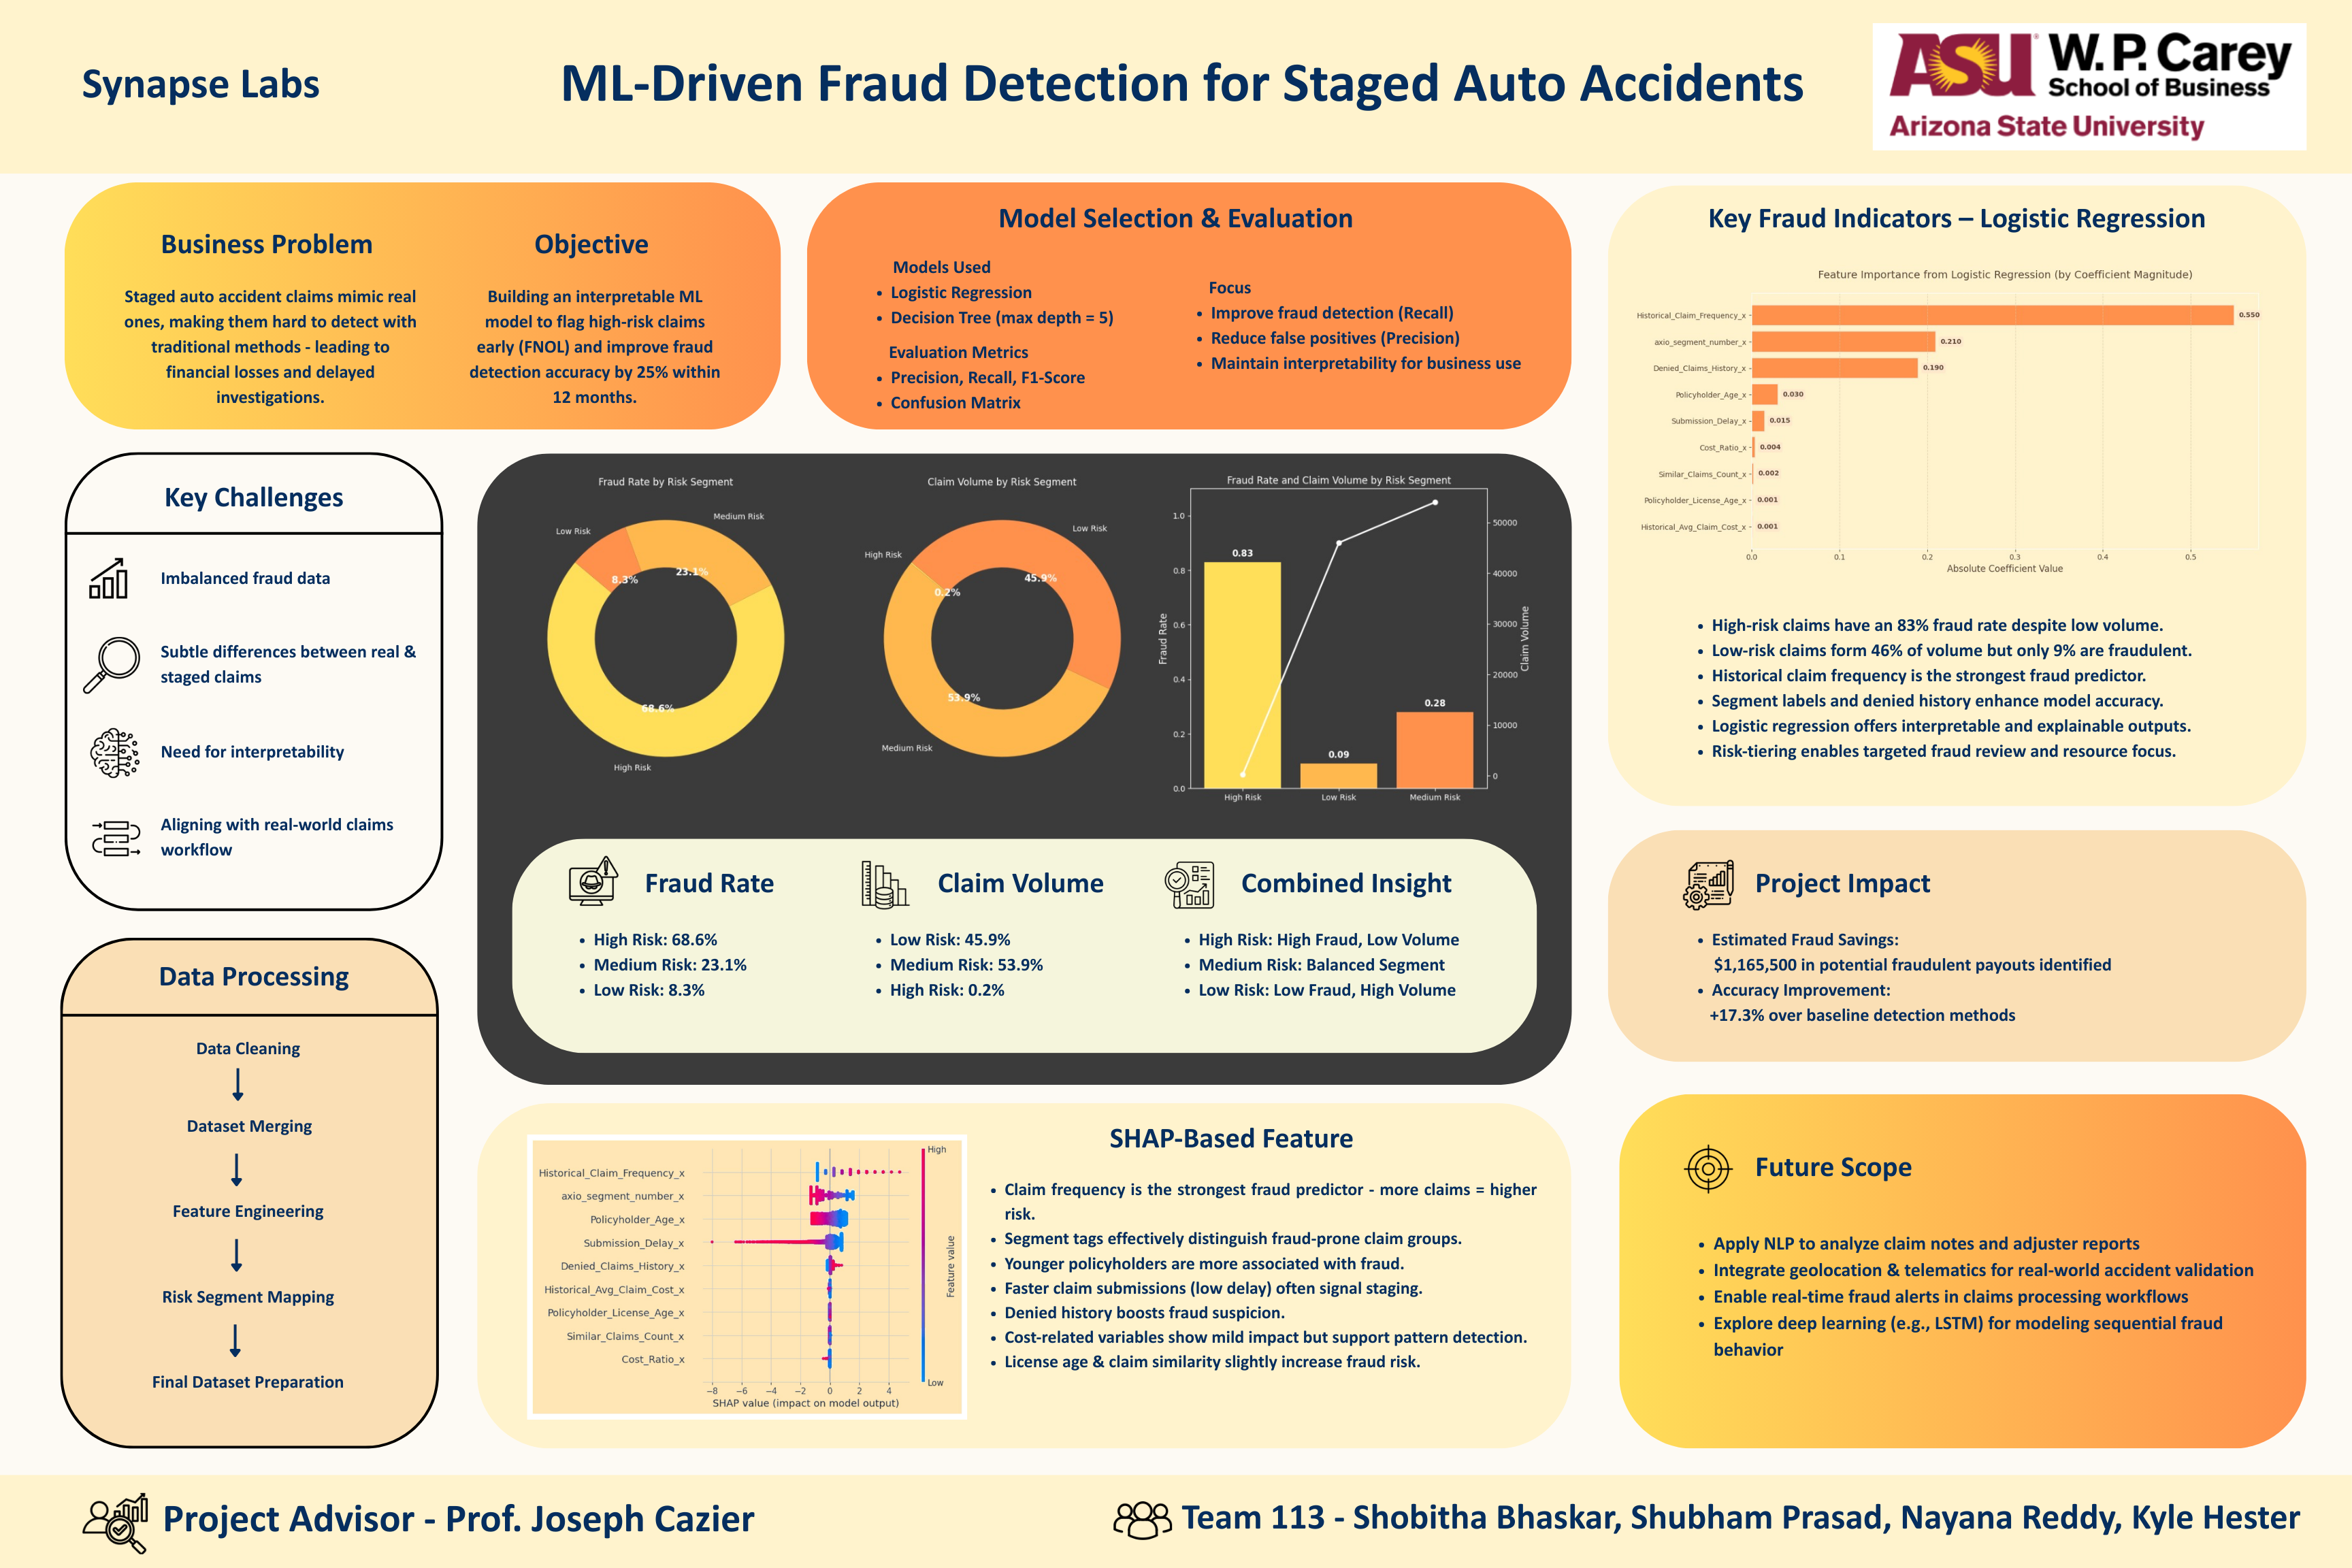 Synapse Labs
ML-Driven Fraud Detection for Staged Auto Accidents
ASU
W. P. Carey
School of Business
Arizona State University
Business Problem
Staged auto accident claims mimic real
ones, making them hard to detect with
traditional methods - leading to
financial losses and delayed
investigations.
Objective
Building an interpretable ML
model to flag high-risk claims
early (FNOL) and improve fraud
detection accuracy by 25% within
12 months.
Model Selection & Evaluation
Models Used
• Logistic Regression
• Decision Tree (max depth = 5)
Evaluation Metrics
• Precision, Recall, F1-Score
• Confusion Matrix
Focus
• Improve fraud detection (Recall)
• Reduce false positives (Precision)
• Maintain interpretability for business use
Key Fraud Indicators – Logistic Regression
Feature Importance from Logistic Regression (by Coefficient Magnitude)
Historical_Claim_Frequency_x 0.550
axio_segment_number_x 0.210
Denied_Claims_History_x 0.190
Policyholder_Age_x 0.030
Submission_Delay_x 0.015
Cost_Ratio_x 0.004
Similar_Claims_Count_x 0.002
Policyholder_License_Age_x 0.001
Historical_Avg_Claim_Cost_x 0.001
0.0 0.1 0.2 0.3 0.4 0.5
Absolute Coefficient Value
• High-risk claims have an 83% fraud rate despite low volume.
• Low-risk claims form 46% of volume but only 9% are fraudulent.
• Historical claim frequency is the strongest fraud predictor.
• Segment labels and denied history enhance model accuracy.
• Logistic regression offers interpretable and explainable outputs.
• Risk-tiering enables targeted fraud review and resource focus.
Key Challenges
Imbalanced fraud data
Subtle differences between real &
staged claims
Need for interpretability
Aligning with real-world claims
workflow
Fraud Rate by Risk Segment
Medium Risk
Low Risk
23.1%
8.3%
68.6%
High Risk
Claim Volume by Risk Segment
Low Risk
High Risk
45.9%
0.2%
53.9%
Medium Risk
Fraud Rate and Claim Volume by Risk Segment
Fraud Rate
1.0
0.8
0.6
0.4
0.2
0.0
0.83
0.09
0.28
High Risk Low Risk Medium Risk
50000
40000
30000
20000
10000
0
Claim Volume
Fraud Rate
• High Risk: 68.6%
• Medium Risk: 23.1%
• Low Risk: 8.3%
Claim Volume
• Low Risk: 45.9%
• Medium Risk: 53.9%
• High Risk: 0.2%
Combined Insight
• High Risk: High Fraud, Low Volume
• Medium Risk: Balanced Segment
• Low Risk: Low Fraud, High Volume
Project Impact
• Estimated Fraud Savings:
$1,165,500 in potential fraudulent payouts identified
• Accuracy Improvement:
+17.3% over baseline detection methods
Data Processing
Data Cleaning
Dataset Merging
Feature Engineering
Risk Segment Mapping
Final Dataset Preparation
Historical_Claim_Frequency_x
axio_segment_number_x
Policyholder_Age_x
Submission_Delay_x
Denied_Claims_History_x
Historical_Avg_Claim_Cost_x
Policyholder_License_Age_x
Similar_Claims_Count_x
Cost_Ratio_x
−8 −6 −4 −2 0 2 4
SHAP value (impact on model output)
High
Feature value
Low
SHAP-Based Feature
• Claim frequency is the strongest fraud predictor - more claims = higher
risk.
• Segment tags effectively distinguish fraud-prone claim groups.
• Younger policyholders are more associated with fraud.
• Faster claim submissions (low delay) often signal staging.
• Denied history boosts fraud suspicion.
• Cost-related variables show mild impact but support pattern detection.
• License age & claim similarity slightly increase fraud risk.
Future Scope
• Apply NLP to analyze claim notes and adjuster reports
• Integrate geolocation & telematics for real-world accident validation
• Enable real-time fraud alerts in claims processing workflows
• Explore deep learning (e.g., LSTM) for modeling sequential fraud
behavior
Project Advisor - Prof. Joseph Cazier
Team 113 - Shobitha Bhaskar, Shubham Prasad, Nayana Reddy, Kyle Hester